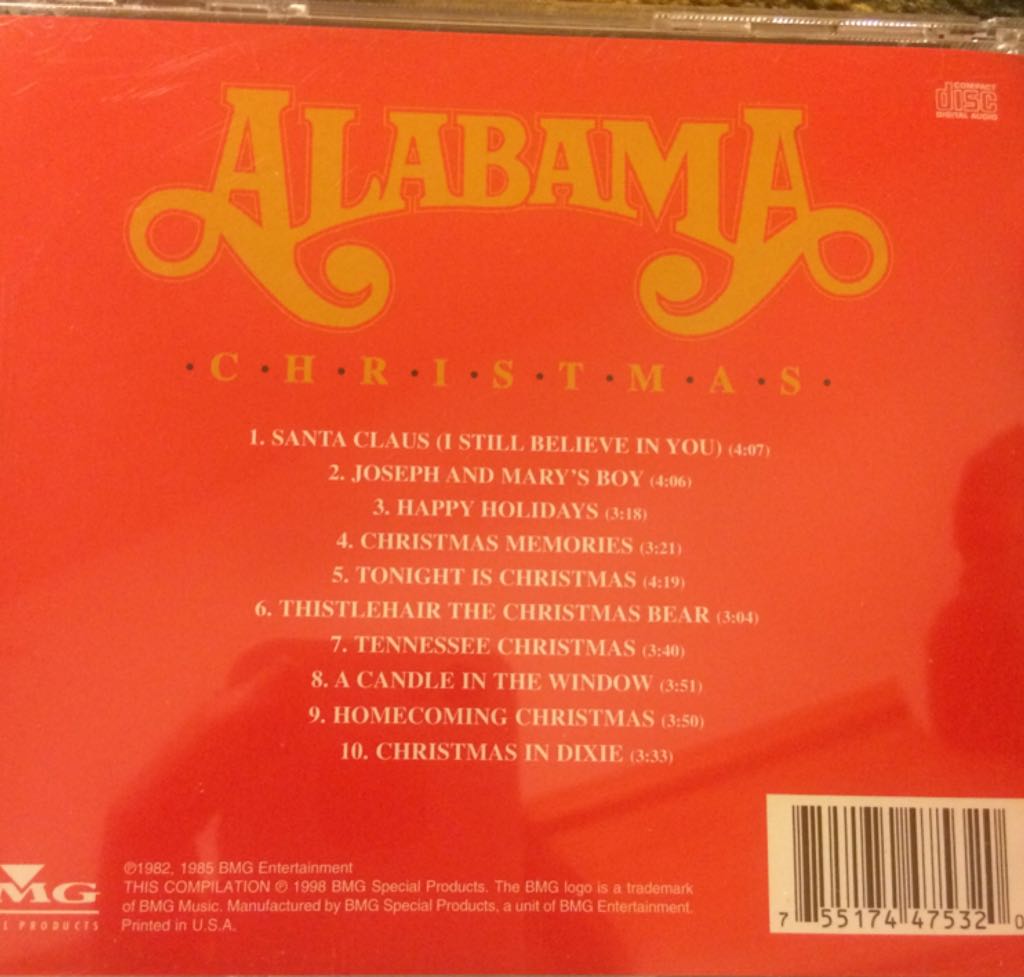 COMPACT
disc
DIGITAL AUDIO
ALABAMA
·C·H·R·I·S·T·M·A·S·
1. SANTA CLAUS (I STILL BELIEVE IN YOU) (4:07)
2. JOSEPH AND MARY'S BOY (4:06)
3. HAPPY HOLIDAYS (3:18)
4. CHRISTMAS MEMORIES (3:21)
5. TONIGHT IS CHRISTMAS (4:19)
6. THISTLEHAIR THE CHRISTMAS BEAR (3:04)
7. TENNESSEE CHRISTMAS (3:40)
8. A CANDLE IN THE WINDOW (3:51)
9. HOMECOMING CHRISTMAS (3:50)
10. CHRISTMAS IN DIXIE (3:33)
MG
L PRODUCTS
℗1982, 1985 BMG Entertainment
THIS COMPILATION ℗ 1998 BMG Special Products. The BMG logo is a trademark
of BMG Music. Manufactured by BMG Special Products, a unit of BMG Entertainment.
Printed in U.S.A.
7 55174 47532 0